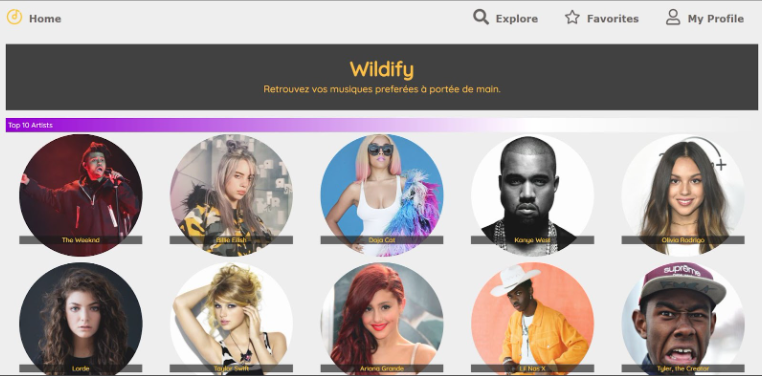 Home
Explore
Favorites
My Profile
Wildify
Retrouvez vos musiques preferées à portée de main.
Top 10 Artists
The Weeknd
Billie Eilish
Doja Cat
Kanye West
Olivia Rodrigo
suprême
Lorde
Taylor Swift
Ariana Grande
Lil Nas X
Tyler, the Creator